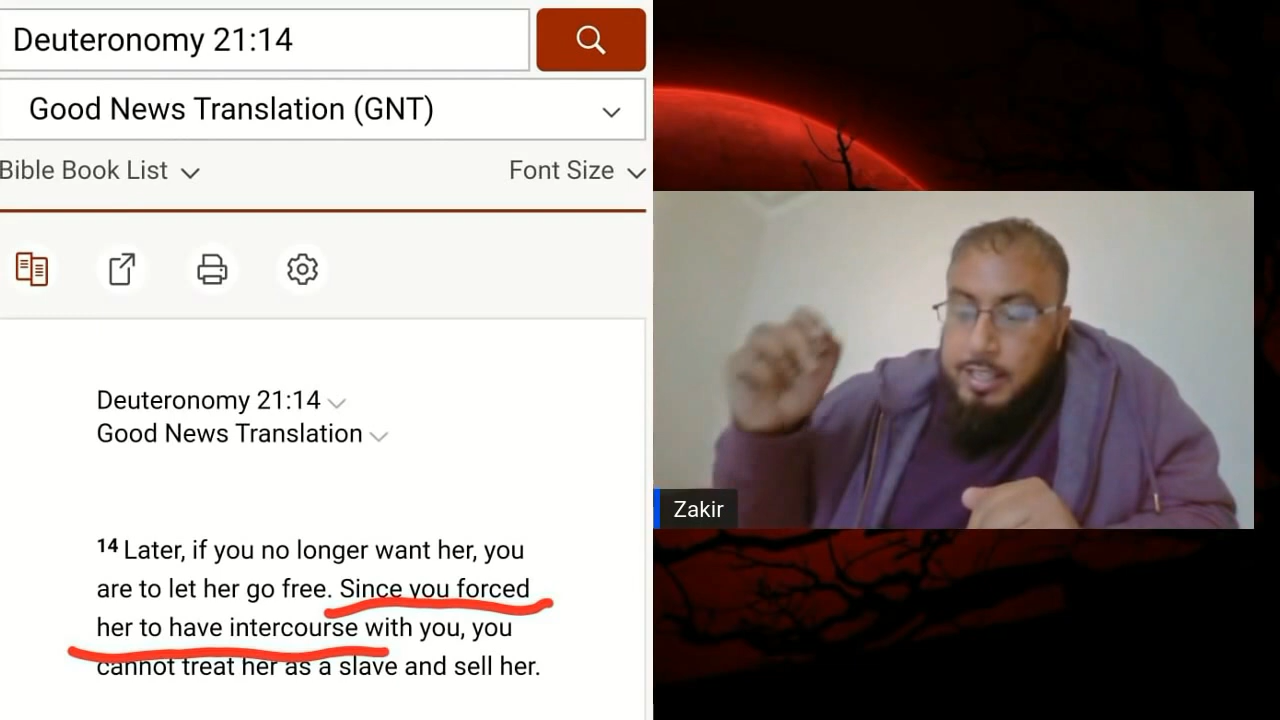 Deuteronomy 21:14
Good News Translation (GNT)
Bible Book List
Font Size
Deuteronomy 21:14
Good News Translation
14 Later, if you no longer want her, you
are to let her go free. Since you forced
her to have intercourse with you, you
cannot treat her as a slave and sell her.
Zakir